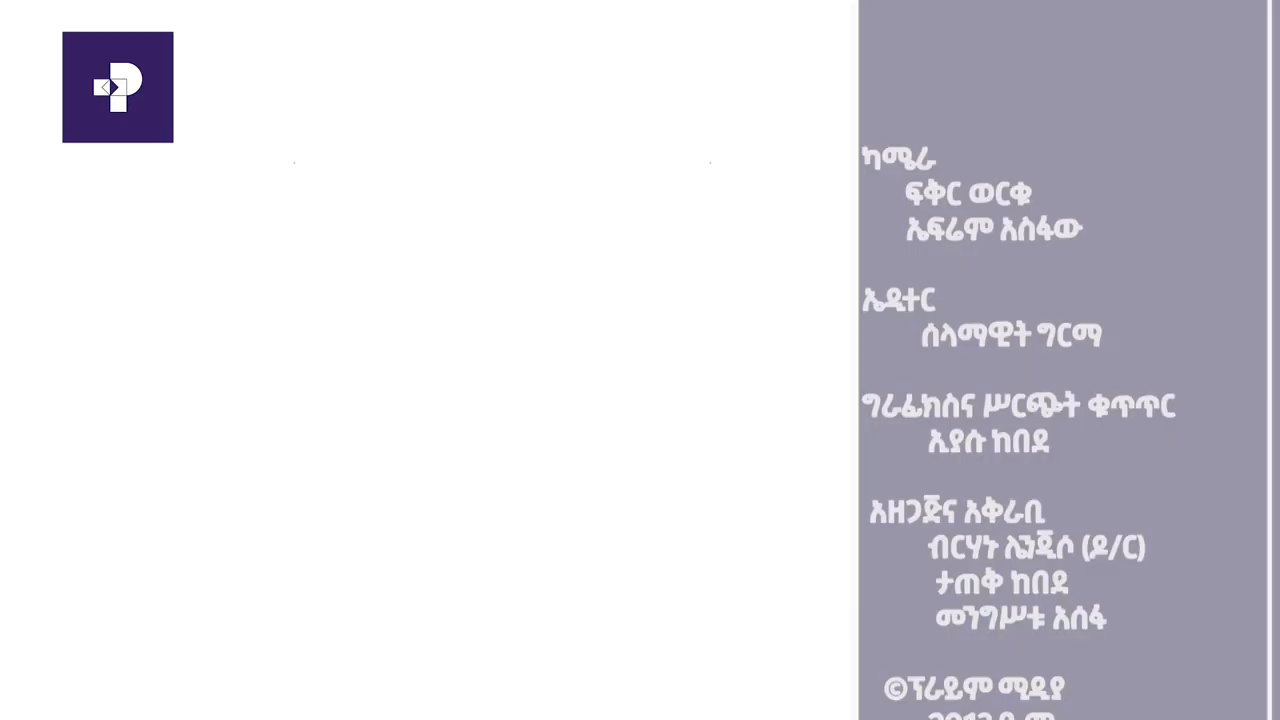 ካሜራ
ፍቅር ወርቁ
ኤፍሬም አስፋው
ኤዲተር
ሰላማዊት ግርማ
ግራፊክስና ሥርጭት ቁጥጥር
ኢያሱ ከበደ
አዘጋጅና አቅራቢ
ብርሃኑ ሌንጂሶ (ዶ/ር)
ታጠቅ ከበደ
መንግሥቱ አሰፋ
©ፕራይም ሚዲያ